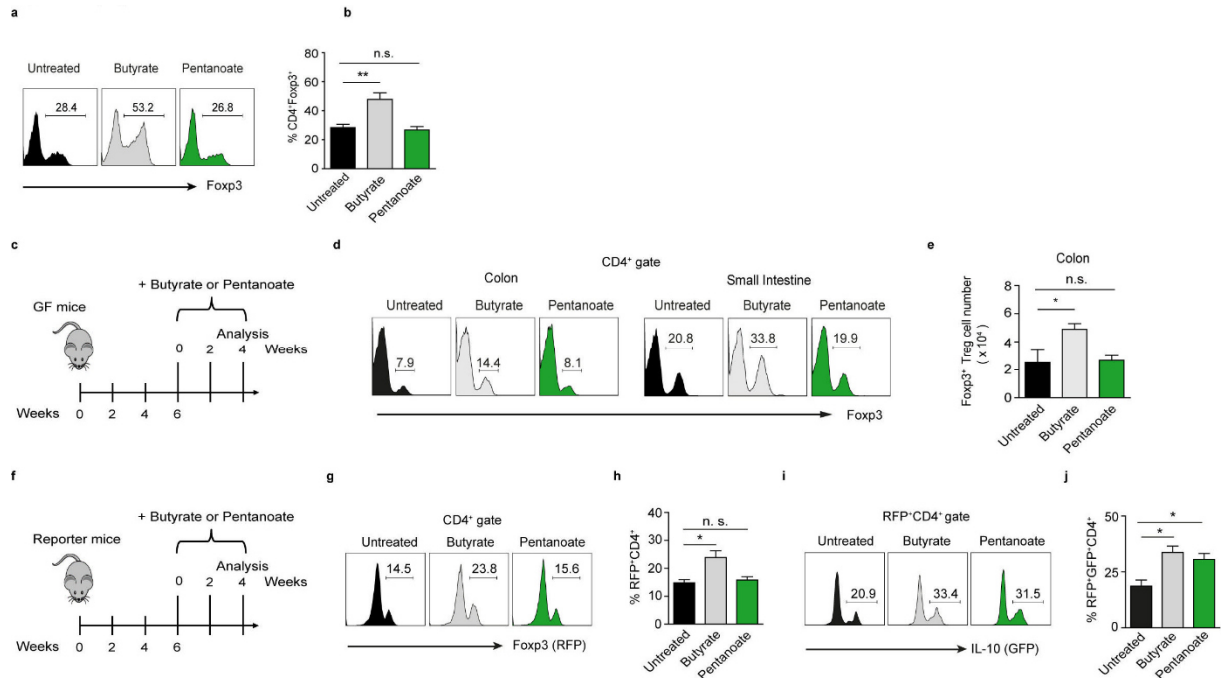 a
Untreated Butyrate Pentanoate
28.4 53.2 26.8
Foxp3
b
n.s.
**
% CD4⁺Foxp3⁺
80
60
40
20
0
Untreated
Butyrate
Pentanoate
c
+ Butyrate or Pentanoate
GF mice
Analysis
0 2 4 Weeks
Weeks 0 2 4 6
d
CD4⁺ gate
Colon Small Intestine
Untreated Butyrate Pentanoate Untreated Butyrate Pentanoate
7.9 14.4 8.1 20.8 33.8 19.9
Foxp3
e
Colon
n.s.
*
Foxp3⁺ Treg cell number
( x 10⁴)
8
6
4
2
0
Untreated
Butyrate
Pentanoate
f
+ Butyrate or Pentanoate
Reporter mice
Analysis
0 2 4 Weeks
Weeks 0 2 4 6
g
CD4⁺ gate
Untreated Butyrate Pentanoate
14.5 23.8 15.6
Foxp3 (RFP)
h
n. s.
*
% RFP⁺CD4⁺
40
30
20
10
0
Untreated
Butyrate
Pentanoate
i
RFP⁺CD4⁺ gate
Untreated Butyrate Pentanoate
20.9 33.4 31.5
IL-10 (GFP)
j
*
*
% RFP⁺GFP⁺CD4⁺
50
40
30
20
10
0
Untreated
Butyrate
Pentanoate